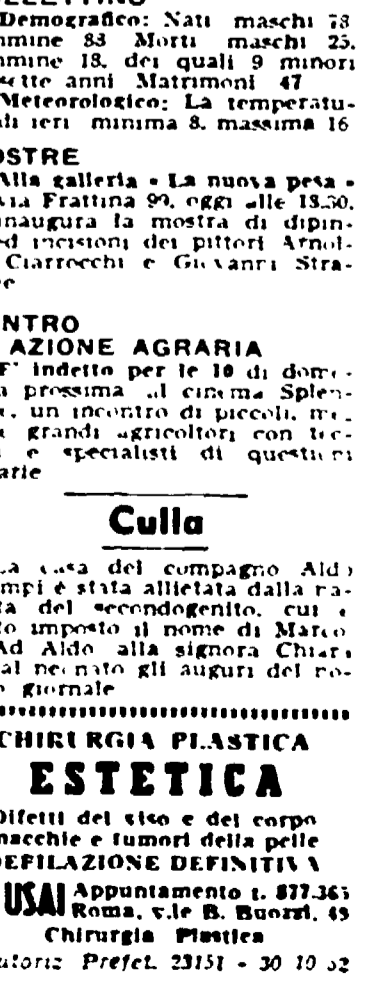 Demografico: Nati maschi 78
mmine 83 Morti maschi 25.
mmine 18. dei quali 9 minori
sette anni Matrimoni 47
Meteorologico: La temperatu-
di ieri minima 8. massima 16
OSTRE
Alla galleria « La nuova pesa »
via Frattina 99. oggi alle 18.30.
inaugura la mostra di dipin-
ed incisioni dei pittori Arnol-
Ciarrocchi e Giovanni Stra-
NTRO
AZIONE AGRARIA
E' indetto per le 10 di dome-
a prossima al cinema Splen-
un incontro di piccoli. me-
grandi agricoltori con tec-
e specialisti di questioni
arie
Culla
La casa del compagno Aldo
mpi è stata allietata dalla na-
ta del secondogenito. cui è
to imposto il nome di Marco
Ad Aldo alla signora Chiara
al neonato gli auguri del no-
o giornale
CHIRURGIA PLASTICA
ESTETICA
Difetti del viso e del corpo
macchie e tumori della pelle
DEPILAZIONE DEFINITIVA
USAI Appuntamento t. 877.365
Roma, v.le B. Buozzi, 49
Chirurgia Plastica
utoriz Prefet. 23151 - 30 10 52